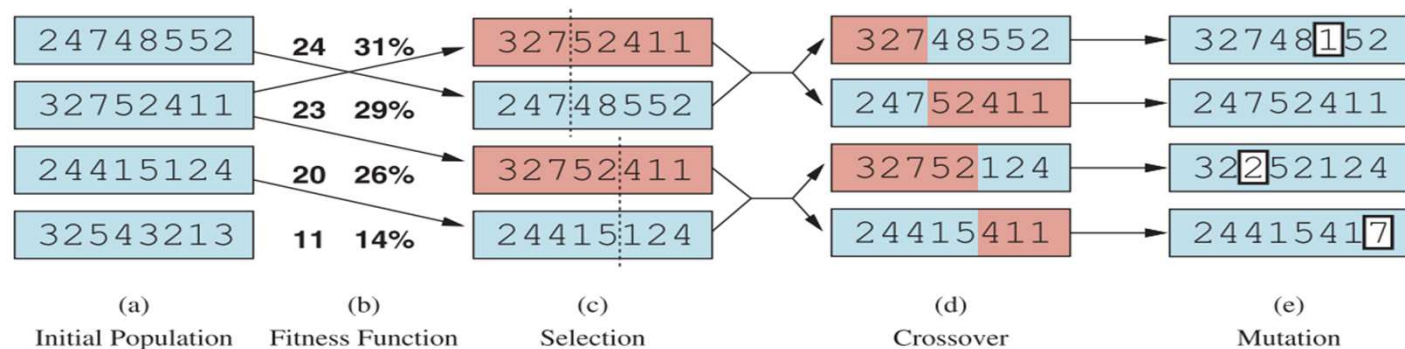 24748552 24 31% 32752411 32748552 32748152
32752411 23 29% 24748552 24752411 24752411
24415124 20 26% 32752411 32752124 32252124
32543213 11 14% 24415124 24415411 24415417
(a) (b) (c) (d) (e)
Initial Population Fitness Function Selection Crossover Mutation